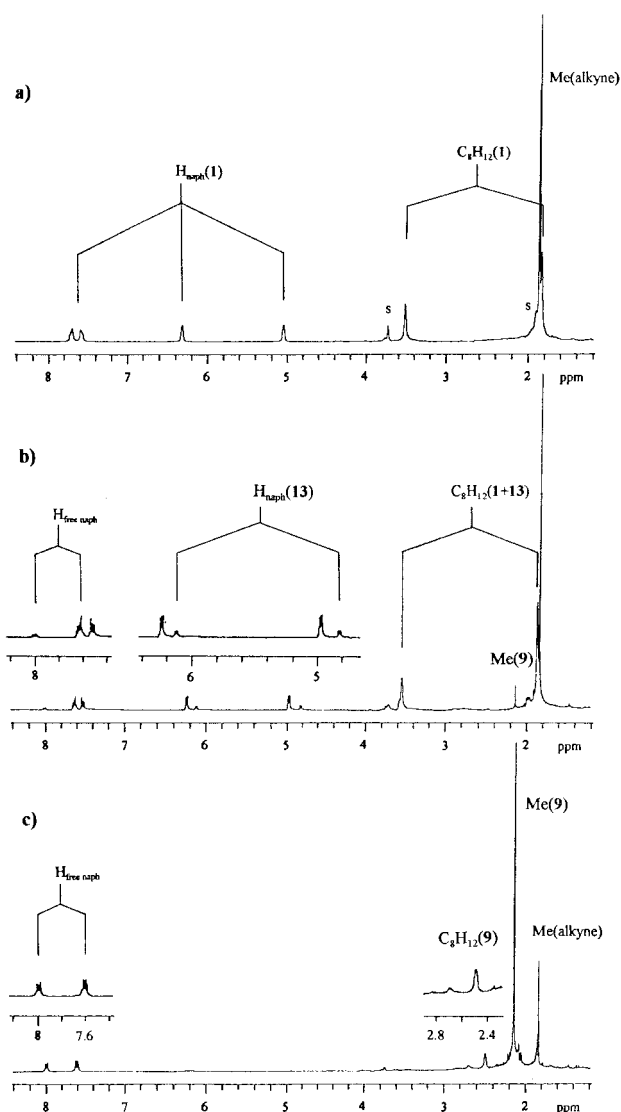 a)
Me(alkyne)
C8H12(1)
Hnaph(1)
s
s
8 7 6 5 4 3 2 ppm
b)
Hnaph(13)
C8H12(1+13)
Hfree naph
Me(9)
8
6 5
8 7 6 5 4 3 2 ppm
c)
Me(9)
Hfree naph
C8H12(9)
Me(alkyne)
8 7.6
2.8 2.4
8 7 6 5 4 3 2 ppm